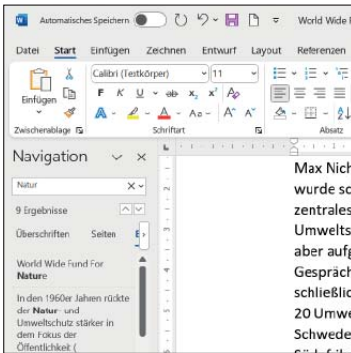 Automatisches Speichern
World Wide
Datei Start Einfügen Zeichnen Entwurf Layout Referenzen
Calibri (Textkörper) 11
Einfügen
F K U ab x₂ x²
A A Aa A A
Zwischenablage Schriftart Absatz
Navigation
Natur
9 Ergebnisse
Überschriften Seiten E
World Wide Fund For
Nature
In den 1960er Jahren rückte
der Natur- und
Umweltschutz stärker in
dem Fokus der
Öffentlichkeit (
Max Nich
wurde sc
zentrales
Umwelts
aber aufg
Gespräch
schließlic
20 Umwe
Schwede